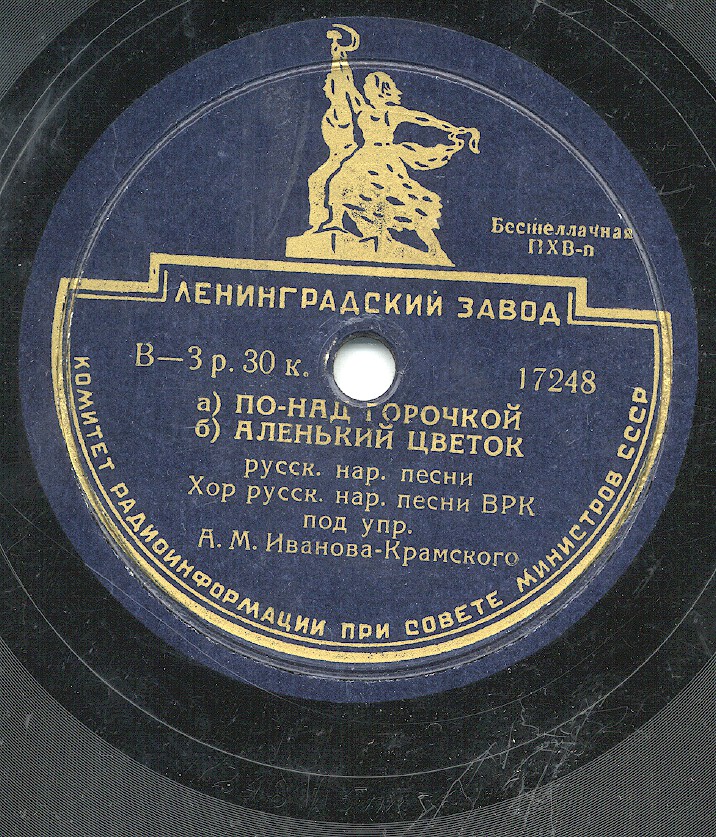 Бесшеллачная
ПХВ-п
ЛЕНИНГРАДСКИЙ ЗАВОД
В—3 р. 30 к.
17248
а) ПО-НАД ГОРОЧКОЙ
б) АЛЕНЬКИЙ ЦВЕТОК
русск. нар. песни
Хор русск. нар. песни ВРК
под упр.
А. М. Иванова-Крамского
КОМИТЕТ РАДИОИНФОРМАЦИИ ПРИ СОВЕТЕ МИНИСТРОВ СССР